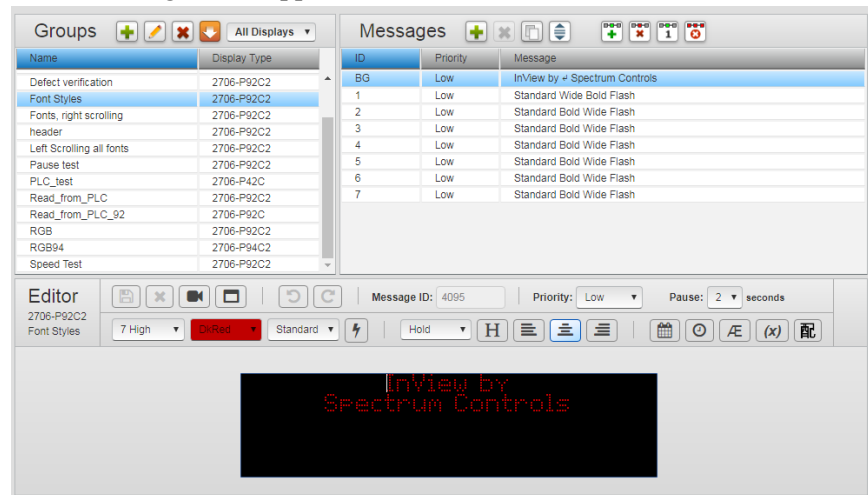 Groups All Displays
Messages
Name Display Type
Defect verification 2706-P92C2
Font Styles 2706-P92C2
Fonts, right scrolling 2706-P92C2
header 2706-P92C2
Left Scrolling all fonts 2706-P92C2
Pause test 2706-P92C2
PLC_test 2706-P42C
Read_from_PLC 2706-P92C2
Read_from_PLC_92 2706-P92C
RGB 2706-P92C2
RGB94 2706-P94C2
Speed Test 2706-P92C2
ID Priority Message
BG Low InView by ↵ Spectrum Controls
1 Low Standard Wide Bold Flash
2 Low Standard Bold Wide Flash
3 Low Standard Bold Wide Flash
4 Low Standard Bold Wide Flash
5 Low Standard Bold Wide Flash
6 Low Standard Bold Wide Flash
7 Low Standard Bold Wide Flash
Editor
2706-P92C2
Font Styles
Message ID: 4095 Priority: Low Pause: 2 seconds
7 High DkRed Standard Hold H Æ (x) 配
InView by
Spectrum Controls